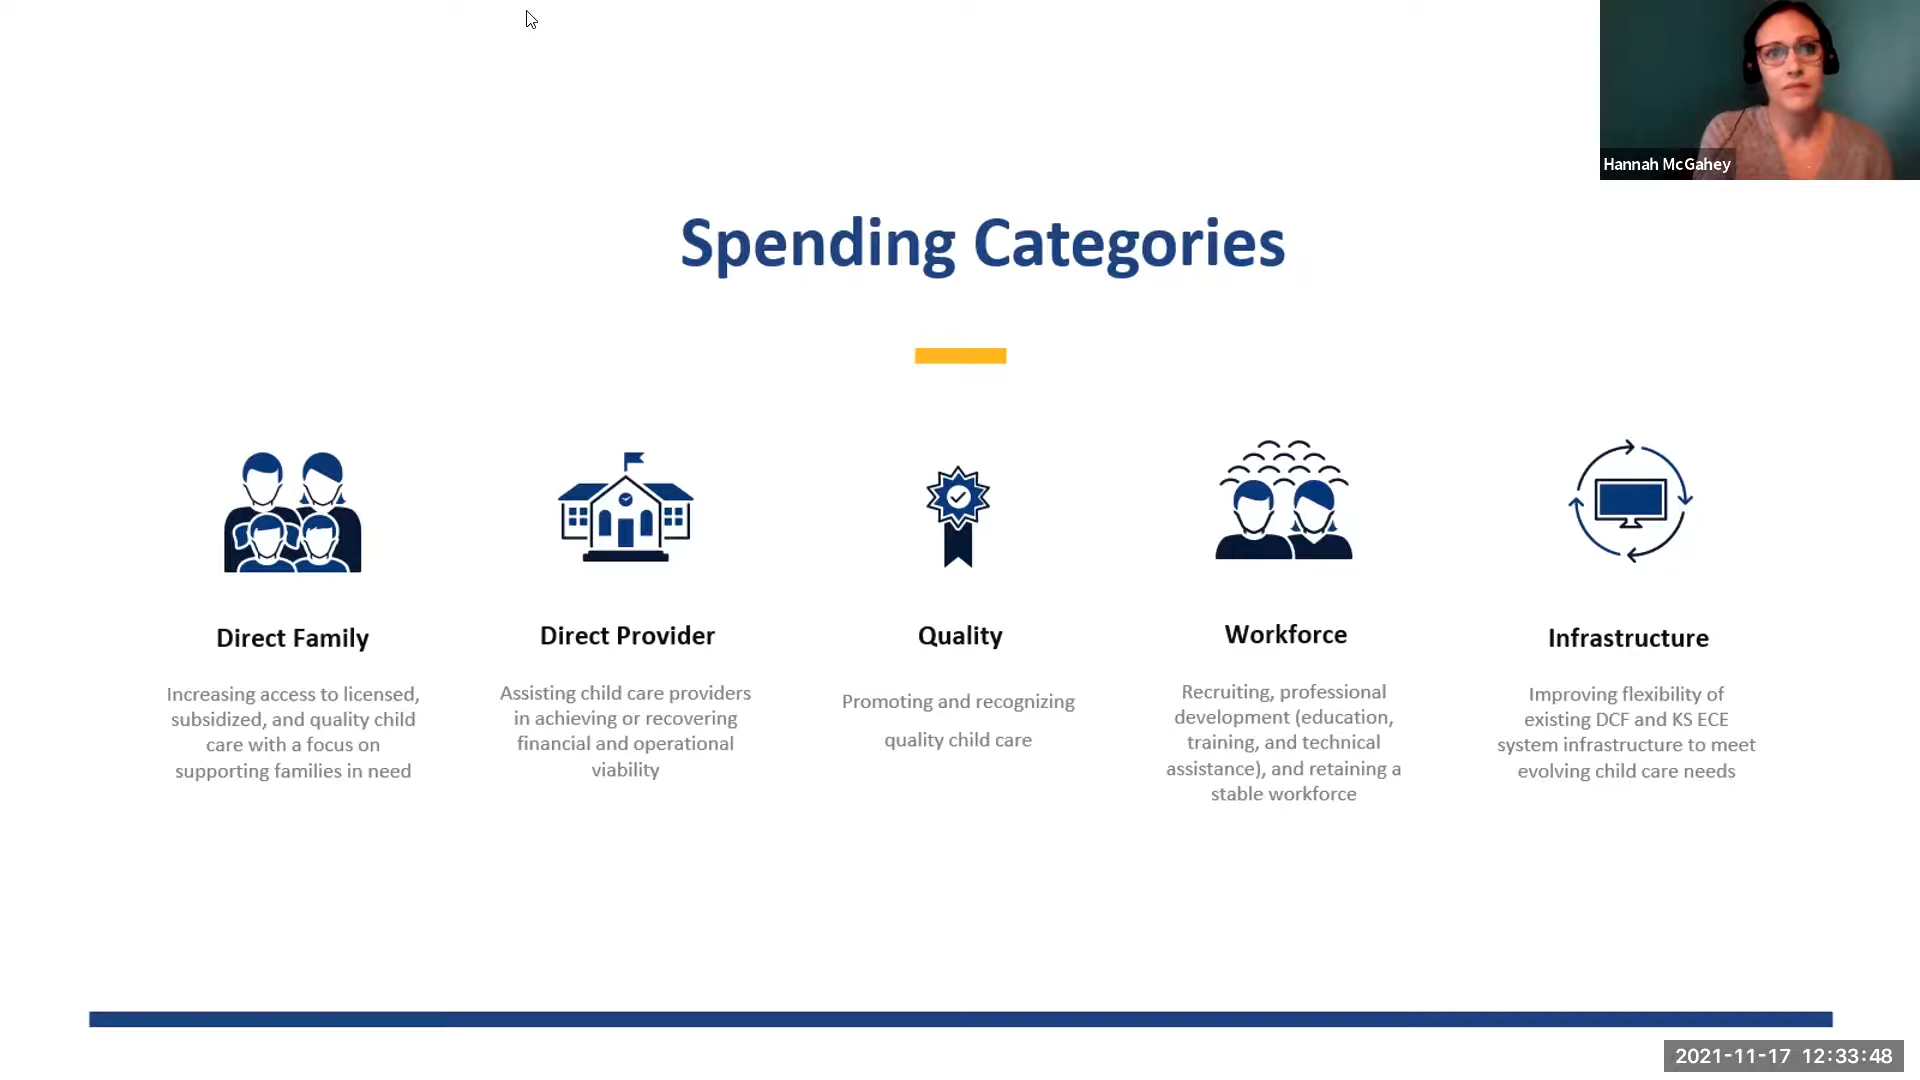 Hannah McGahey
Spending Categories
Direct Family
Increasing access to licensed,
subsidized, and quality child
care with a focus on
supporting families in need
Direct Provider
Assisting child care providers
in achieving or recovering
financial and operational
viability
Quality
Promoting and recognizing
quality child care
Workforce
Recruiting, professional
development (education,
training, and technical
assistance), and retaining a
stable workforce
Infrastructure
Improving flexibility of
existing DCF and KS ECE
system infrastructure to meet
evolving child care needs
2021-11-17 12:33:48